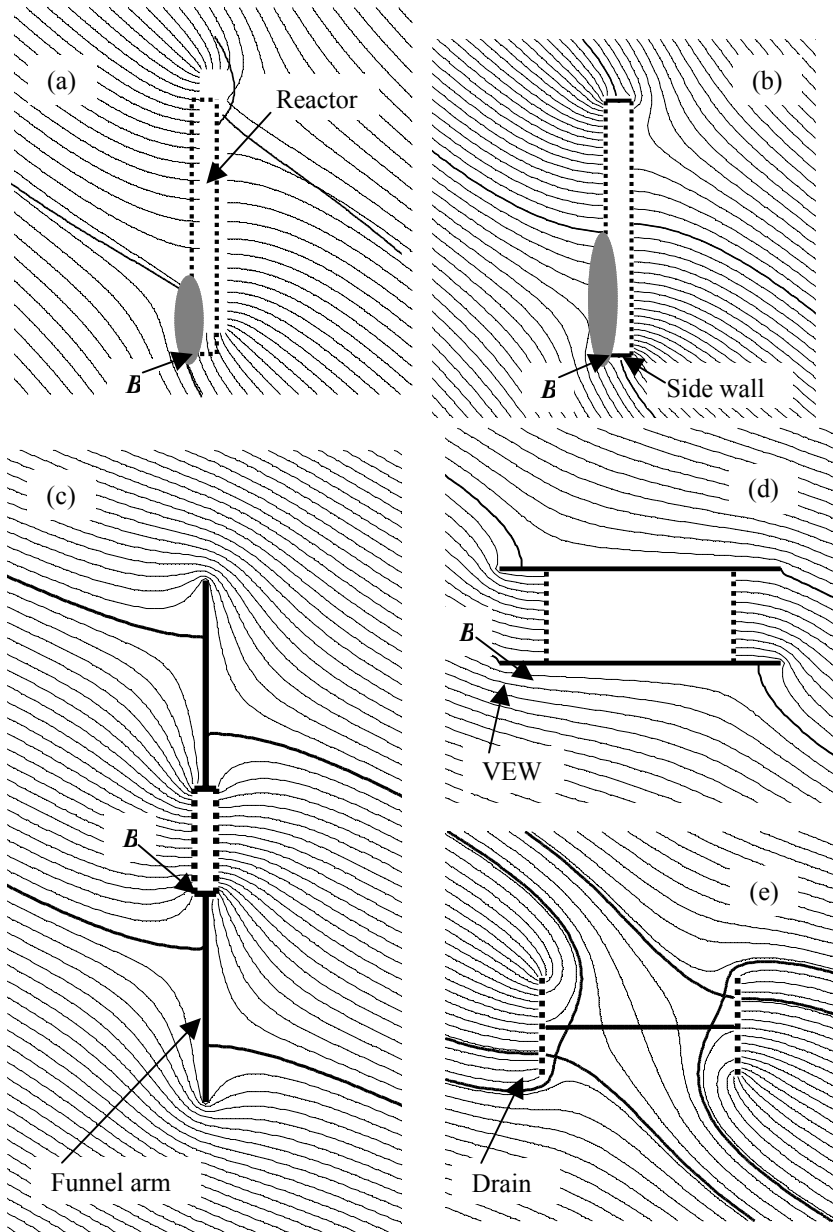 (a)
Reactor
B
(b)
B
Side wall
(c)
B
Funnel arm
(d)
B
VEW
(e)
Drain